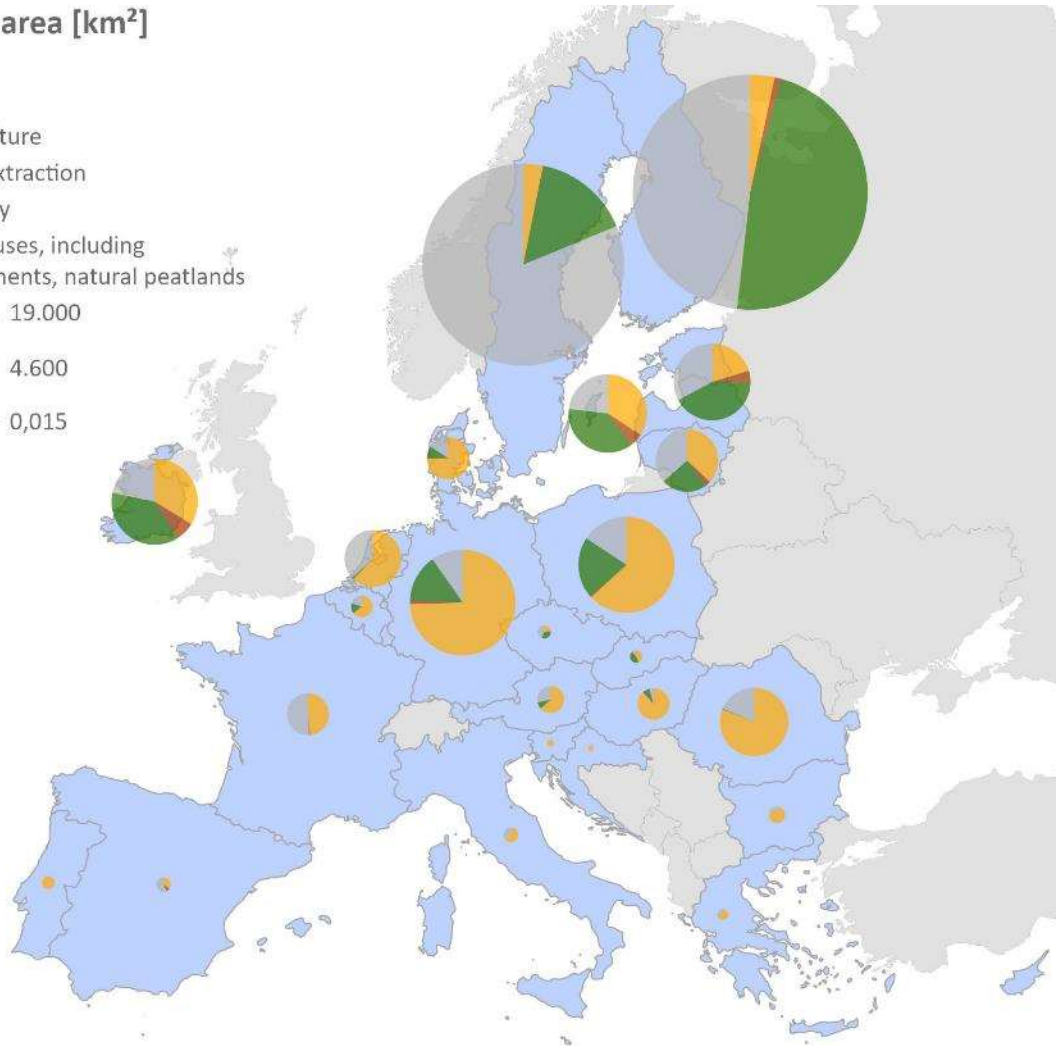 area [km²]
ture
xtraction
y
uses, including
nents, natural peatlands
19.000
4.600
0,015